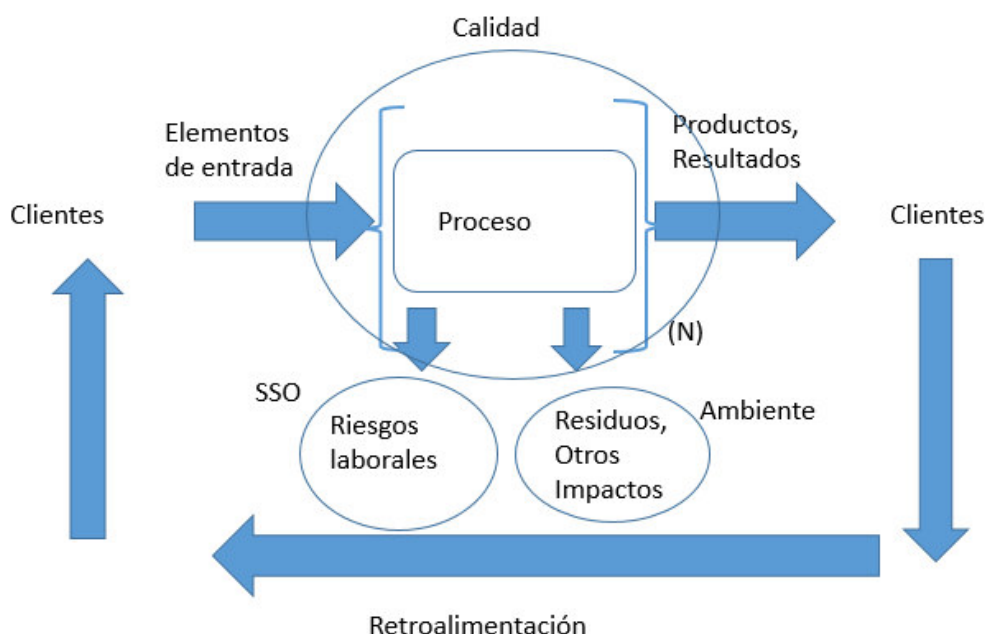 Calidad
Elementos
de entrada
Productos,
Resultados
Clientes
Proceso
Clientes
(N)
SSO
Riesgos
laborales
Residuos,
Otros
Impactos
Ambiente
Retroalimentación